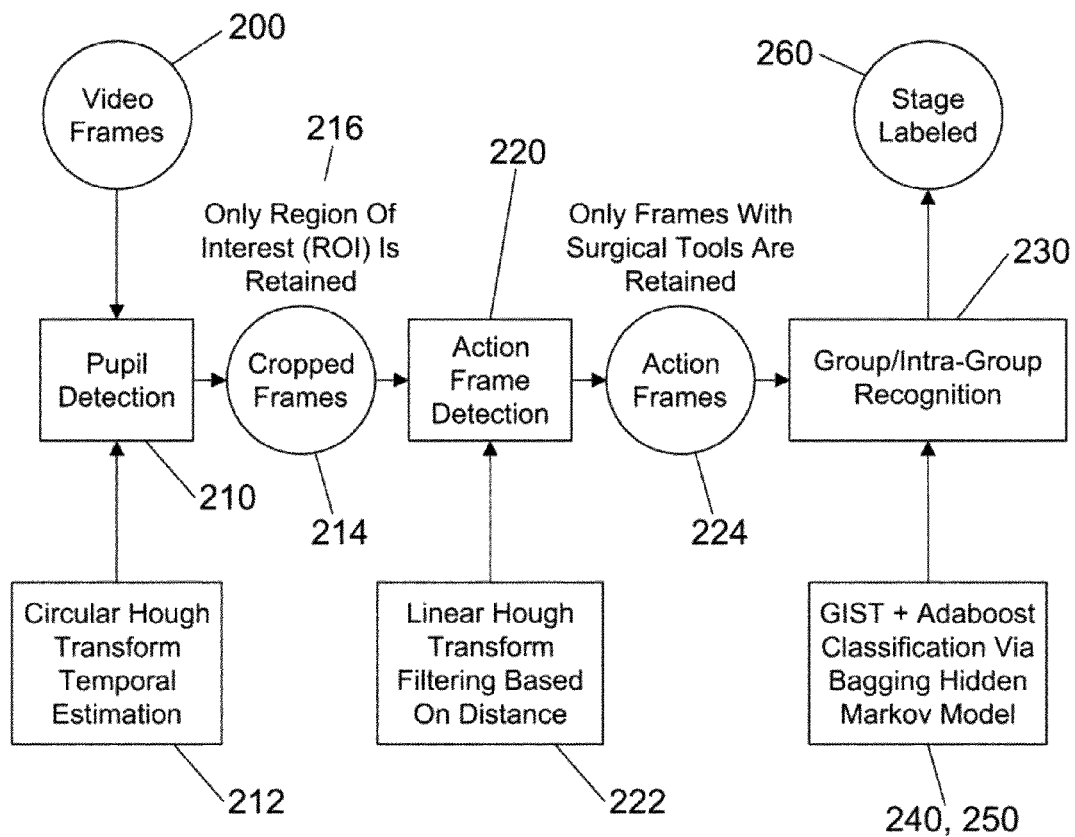 200
Video
Frames
216
Only Region Of
Interest (ROI) Is
Retained
220
Only Frames With
Surgical Tools Are
Retained
260
Stage
Labeled
230
Pupil
Detection
Cropped
Frames
Action
Frame
Detection
Action
Frames
Group/Intra-Group
Recognition
210
214
224
Circular Hough
Transform
Temporal
Estimation
Linear Hough
Transform
Filtering Based
On Distance
GIST + Adaboost
Classification Via
Bagging Hidden
Markov Model
212
222
240, 250